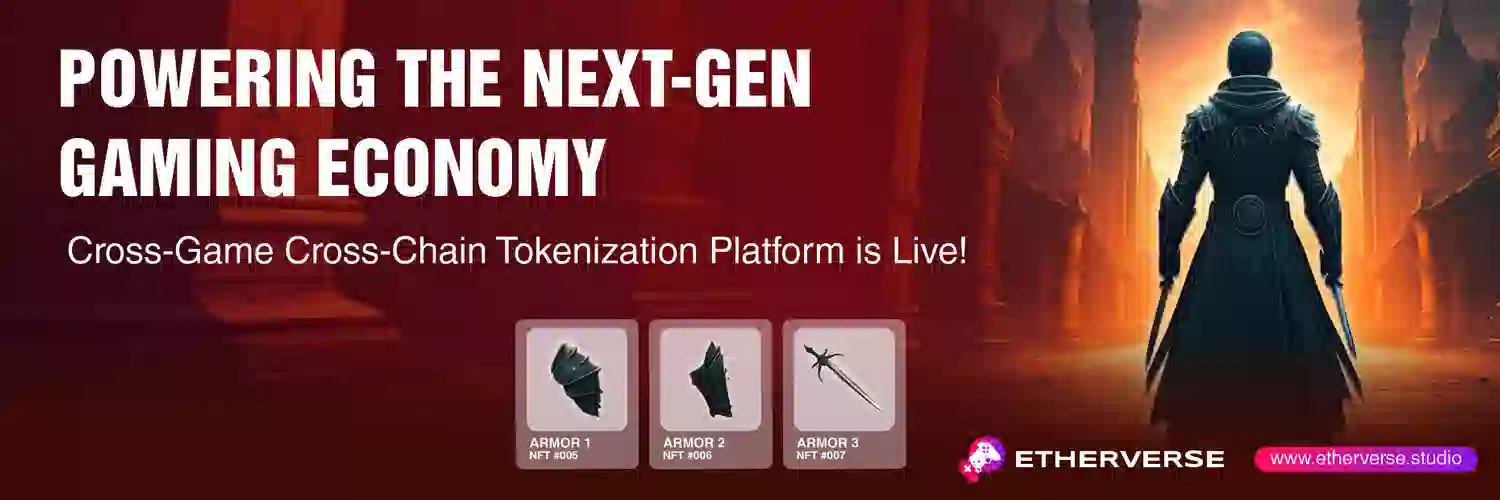 POWERING THE NEXT-GEN
GAMING ECONOMY
Cross-Game Cross-Chain Tokenization Platform is Live!
ARMOR 1
NFT #005
ARMOR 2
NFT #006
ARMOR 3
NFT #007
ETHERVERSE
www.etherverse.studio